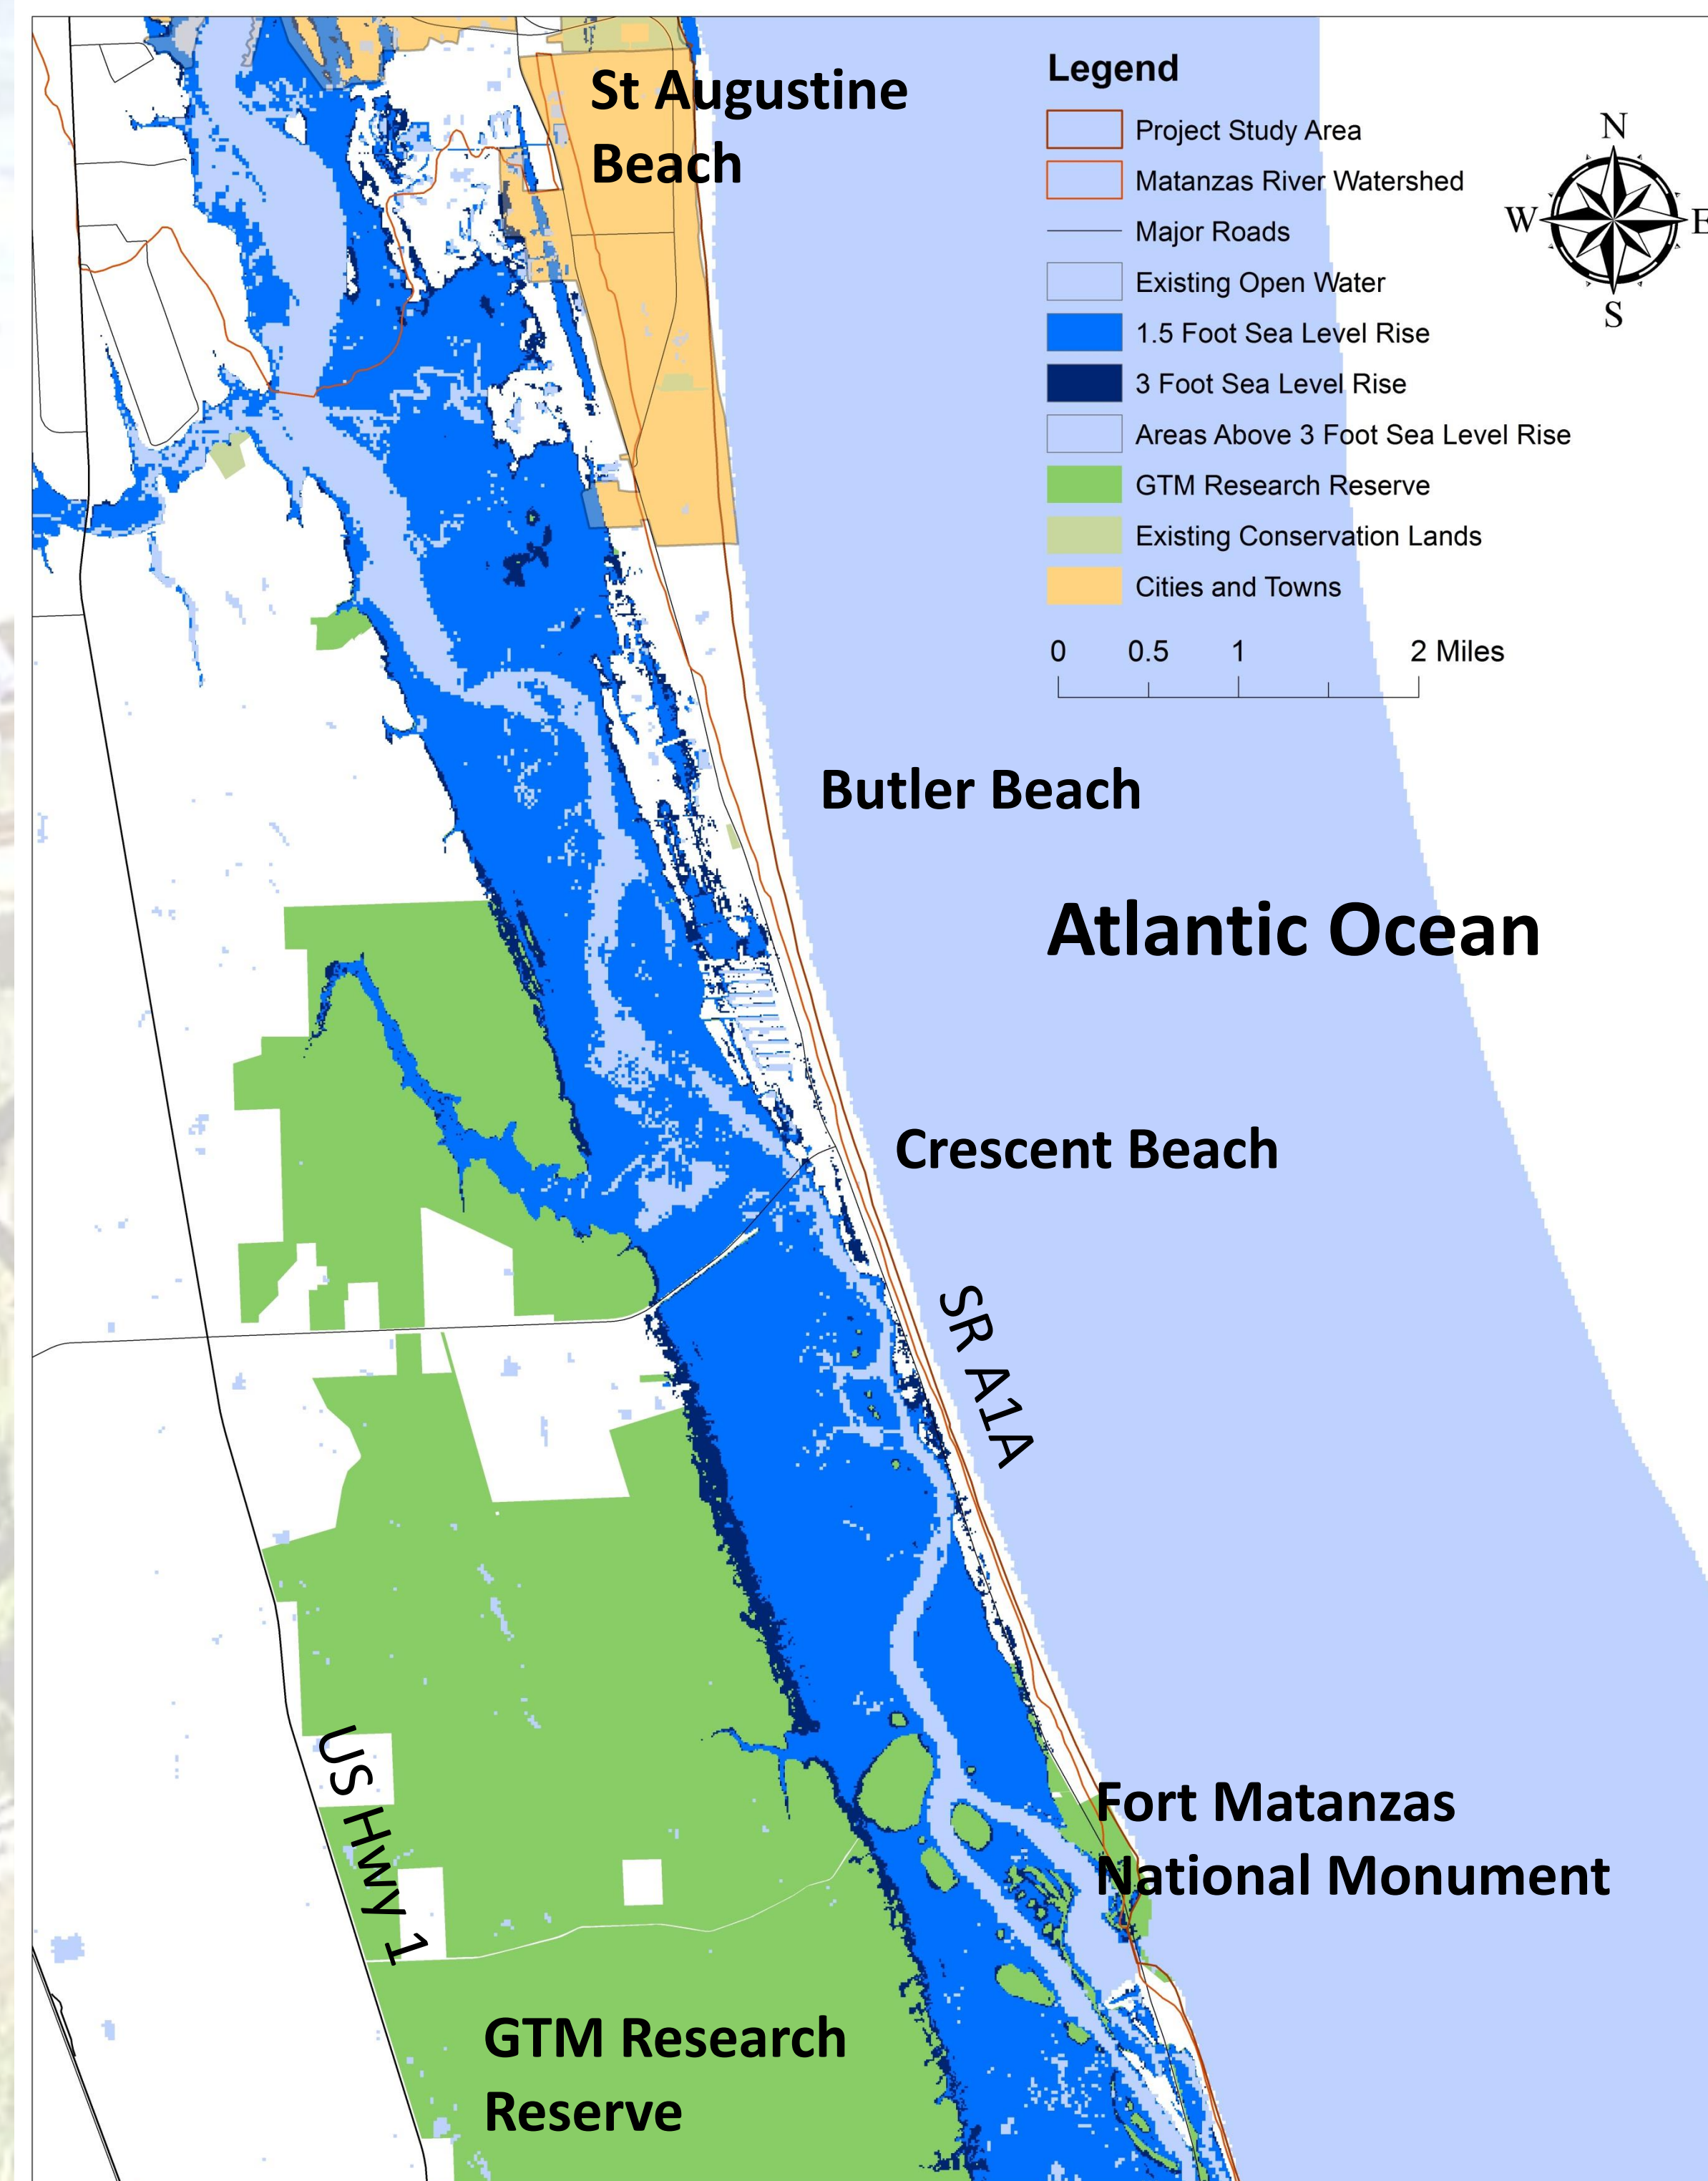 St Augustine
Beach
Legend
Project Study Area
Matanzas River Watershed
Major Roads
Existing Open Water
1.5 Foot Sea Level Rise
3 Foot Sea Level Rise
Areas Above 3 Foot Sea Level Rise
GTM Research Reserve
Existing Conservation Lands
Cities and Towns
N
W
E
S
0 0.5 1 2 Miles
Butler Beach
Atlantic Ocean
Crescent Beach
SR A1A
US Hwy 1
Fort Matanzas
National Monument
GTM Research
Reserve